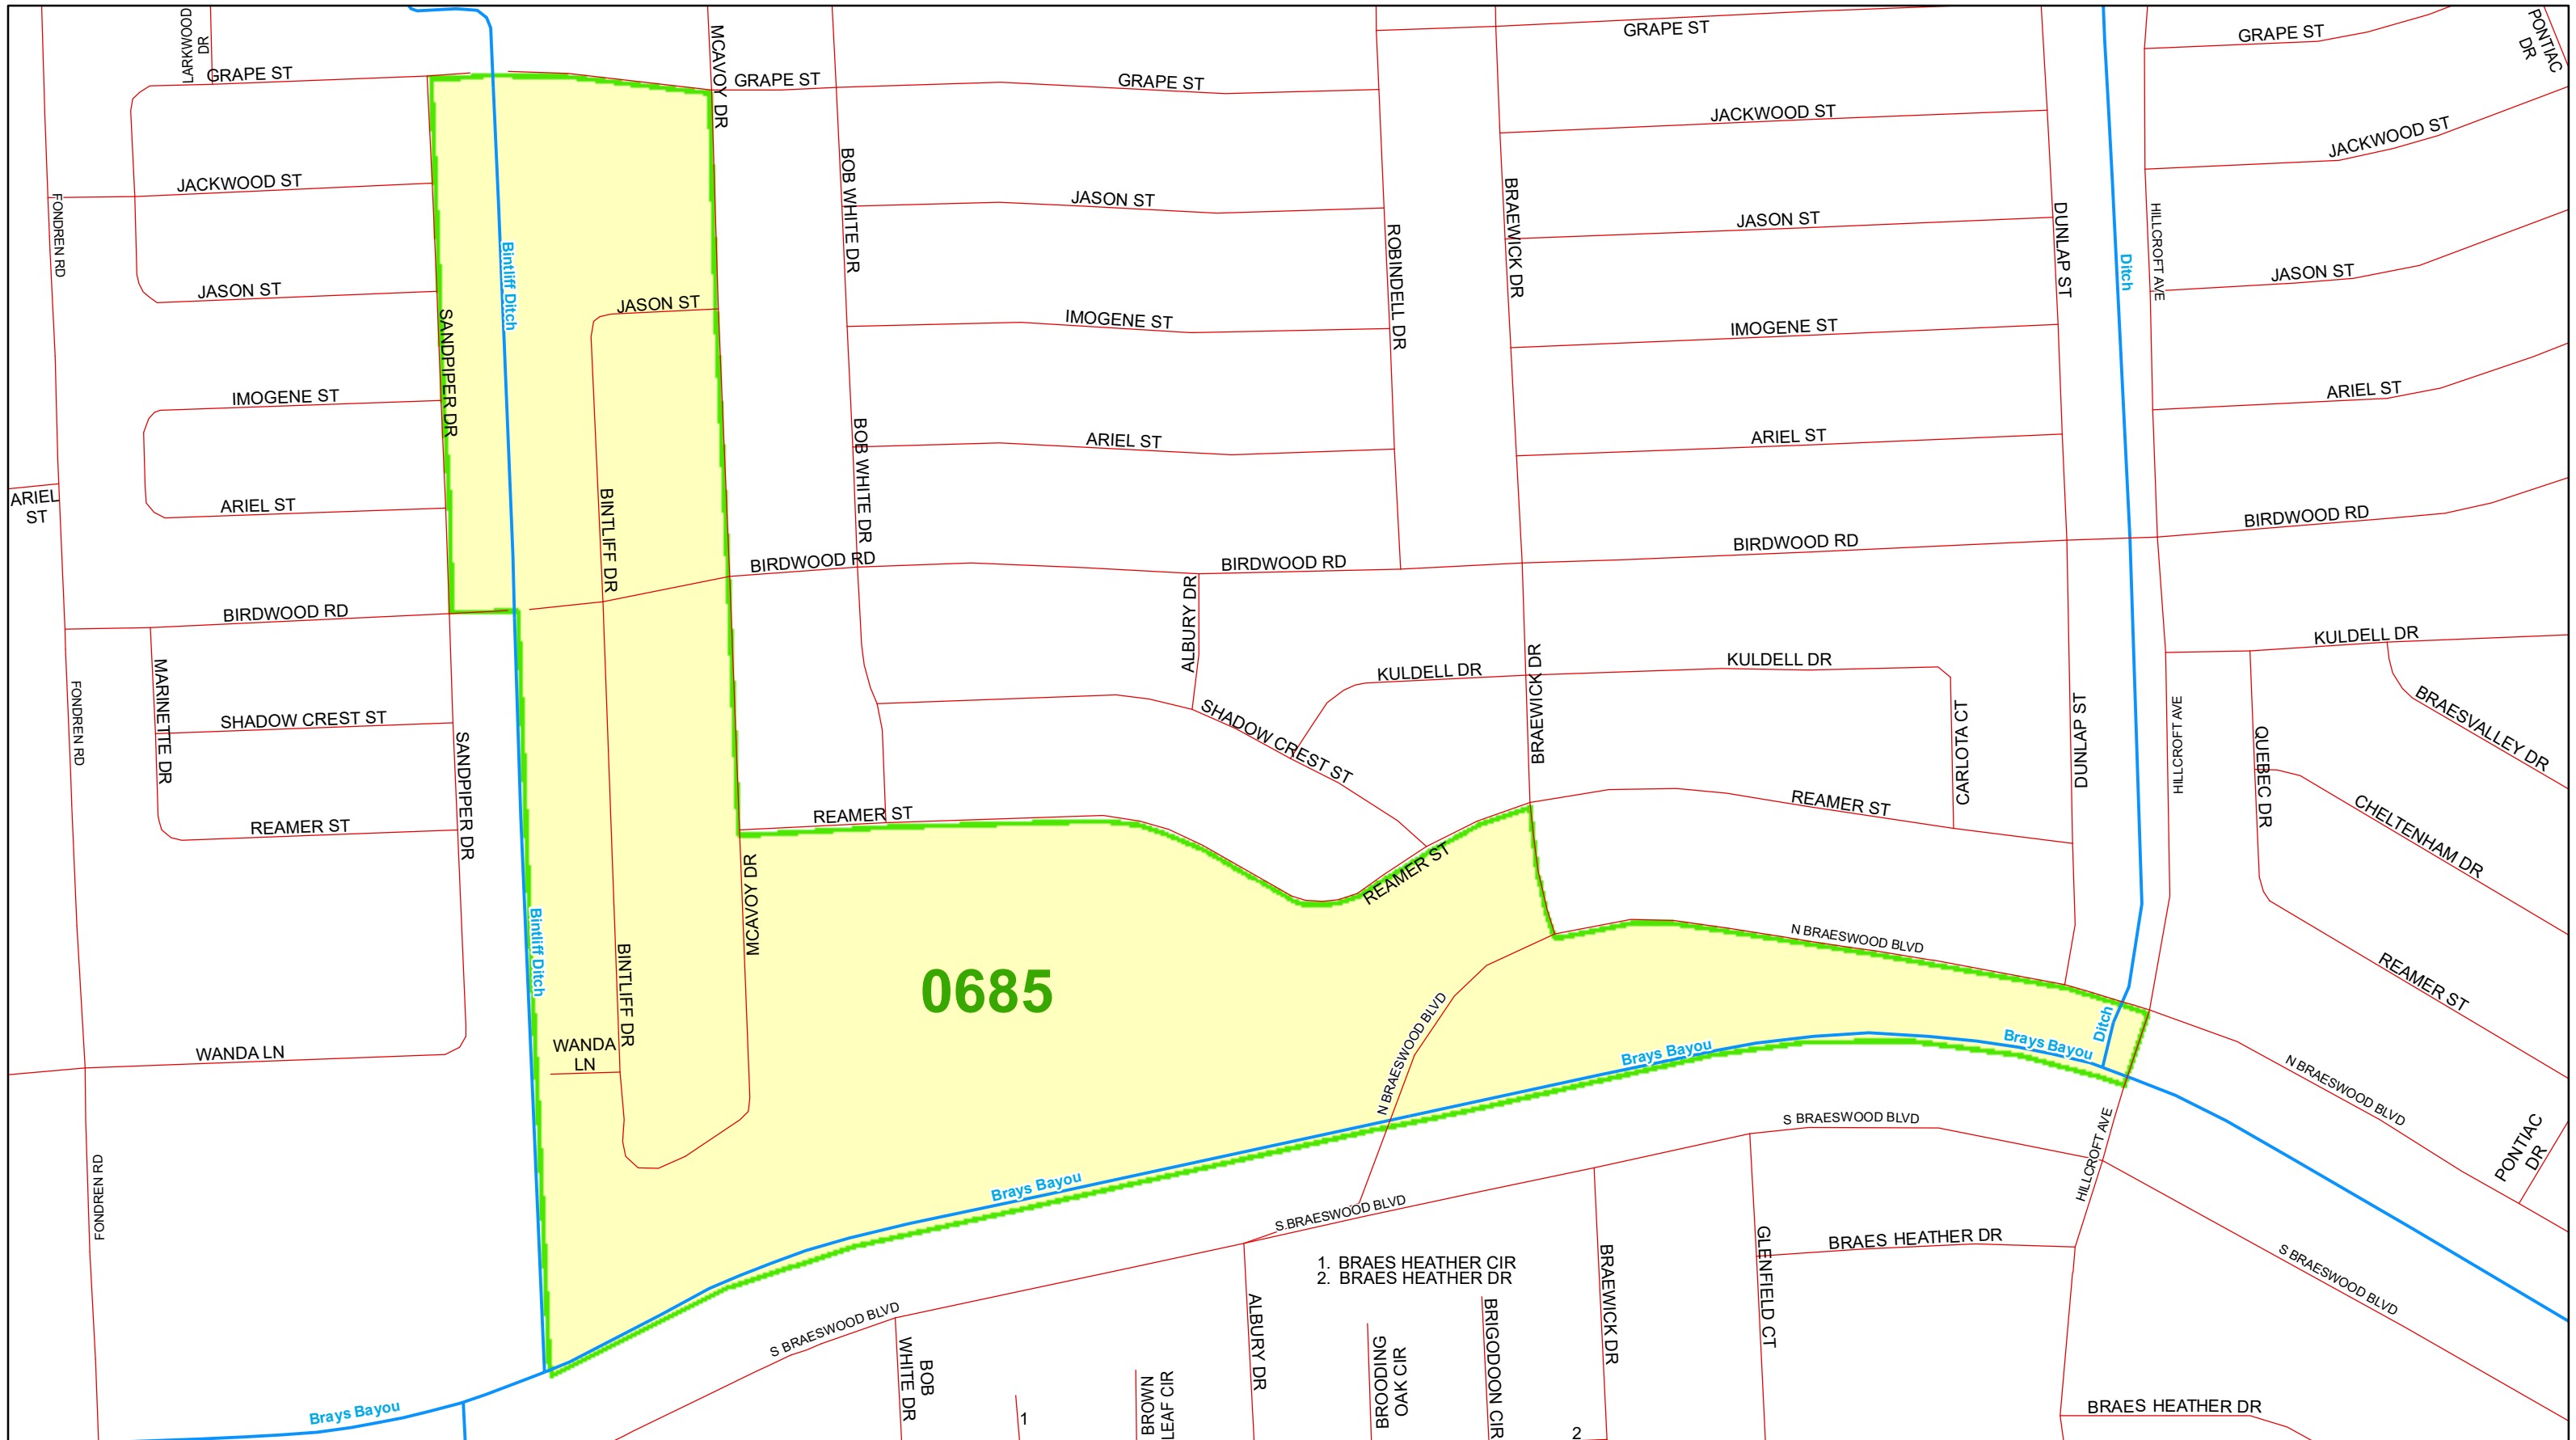 LARKWOOD
DR
GRAPE ST
MCAVOY DR
GRAPE ST
GRAPE ST
GRAPE ST
GRAPE ST
PONTIAC
DR
JACKWOOD ST
JACKWOOD ST
JACKWOOD ST
FONDREN RD
BOB WHITE DR
JASON ST
BRAEWICK DR
JASON ST
DUNLAP ST
HILLCROFT AVE
Ditch
JASON ST
Bintliff Ditch
ROBINDELL DR
JASON ST
JASON ST
SANDPIPER DR
IMOGENE ST
IMOGENE ST
IMOGENE ST
ARIEL ST
BOB WHITE DR
ARIEL ST
ARIEL ST
ARIEL
ST
ARIEL ST
BINTLIFF DR
BIRDWOOD RD
BIRDWOOD RD
BIRDWOOD RD
BIRDWOOD RD
BIRDWOOD RD
ALBURY DR
KULDELL DR
KULDELL DR
KULDELL DR
BRAEWICK DR
MARINETTE DR
FONDREN RD
SHADOW CREST ST
SHADOW CREST ST
SANDPIPER DR
CARLOTA CT
DUNLAP ST
HILLCROFT AVE
QUEBEC DR
BRAESVALLEY DR
CHELTENHAM DR
REAMER ST
REAMER ST
REAMER ST
REAMER ST
REAMER ST
MCAVOY DR
Bintliff Ditch
BINTLIFF DR
0685
N BRAESWOOD BLVD
N BRAESWOOD BLVD
Ditch
Brays Bayou
Brays Bayou
WANDA LN
WANDA
LN
N BRAESWOOD BLVD
S BRAESWOOD BLVD
HILLCROFT AVE
PONTIAC
DR
FONDREN RD
Brays Bayou
S BRAESWOOD BLVD
BRAES HEATHER DR
GLENFIELD CT
BRAEWICK DR
1. BRAES HEATHER CIR
2. BRAES HEATHER DR
S BRAESWOOD BLVD
S BRAESWOOD BLVD
BOB
WHITE DR
ALBURY DR
BROWN
LEAF CIR
BROODING
OAK CIR
BRIGODOON CIR
Brays Bayou
BRAES HEATHER DR
1
2